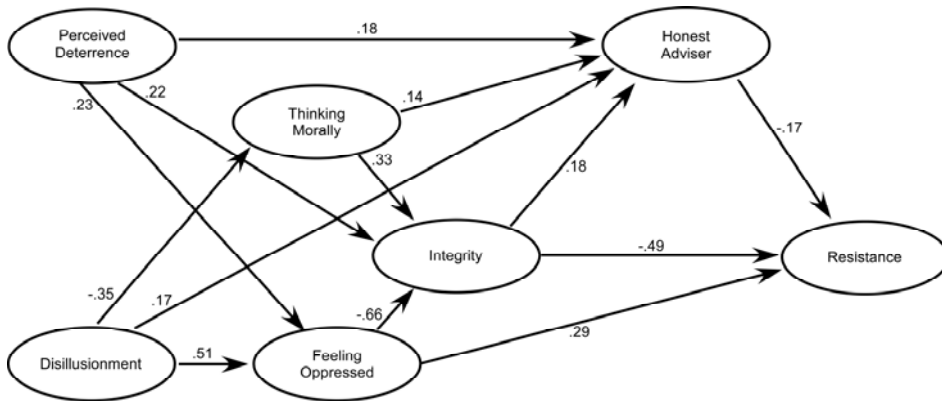 Perceived
Deterrence
.18
Honest
Adviser
.23
.22
Thinking
Morally
.14
-.17
.33
.18
Integrity
-.49
Resistance
-.35
.17
-.66
.29
Disillusionment
.51
Feeling
Oppressed